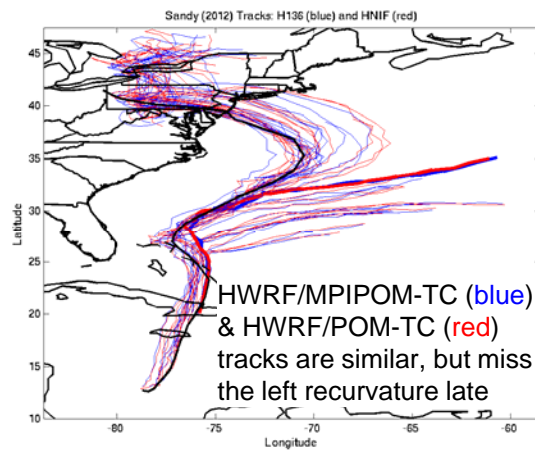 Sandy (2012) Tracks: H136 (blue) and HNIF (red)
45
40
35
30
25
20
15
10
Latitude
HWRF/MPIPOM-TC (blue)
& HWRF/POM-TC (red)
tracks are similar, but miss
the left recurvature late
-80 -75 -70 -65 -60
Longitude